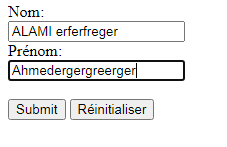 Nom:
ALAMI erferfreger
Prénom:
Ahmedergergreerger
Submit Réinitialiser